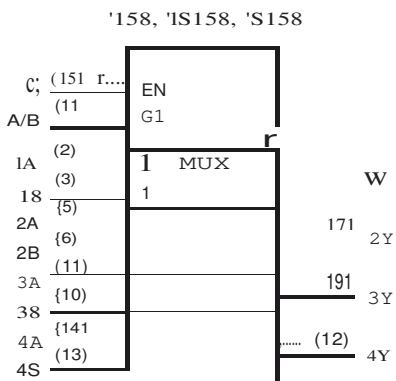 '158, 'lS158, 'S158
c; (151 r....
EN
(11
A/B
G1
r
(2)
lA
1 MUX
(3)
18
1
W
{5)
2A
171
2Y
{6)
2B
(11)
3A
191
{10)
3Y
38
{141
4A
...... (12)
4Y
(13)
4S